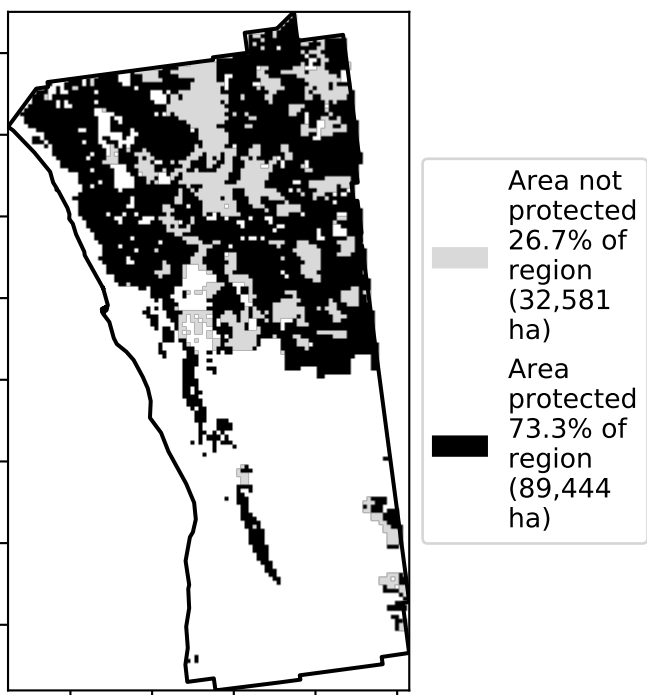 Area not
protected
26.7% of
region
(32,581
ha)
Area
protected
73.3% of
region
(89,444
ha)